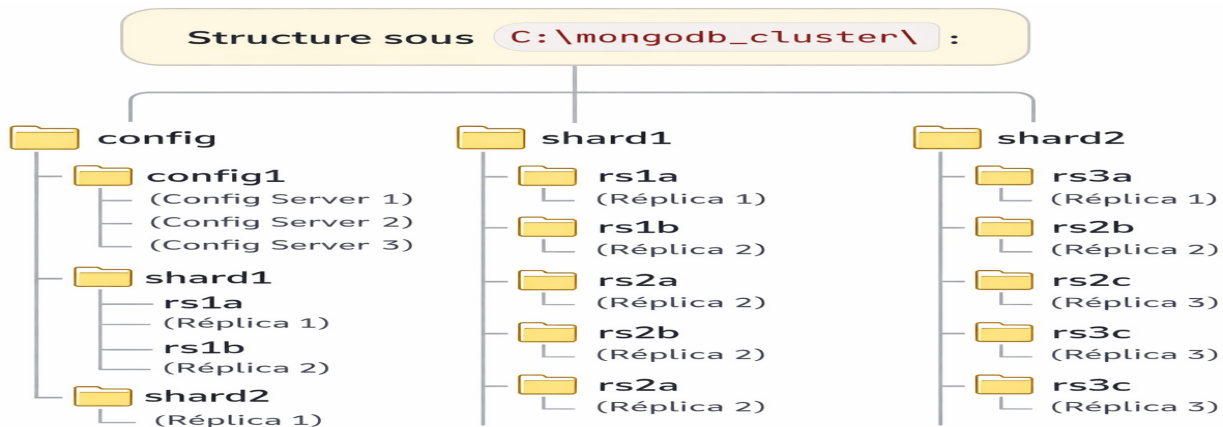 Structure sous C:\mongodb_cluster\ :
config
config1
(Config Server 1)
(Config Server 2)
(Config Server 3)
shard1
rs1a
(Réplica 1)
rs1b
(Réplica 2)
shard2
(Réplica 1)
shard1
rs1a
(Réplica 1)
rs1b
(Réplica 2)
rs2a
(Réplica 2)
rs2b
(Réplica 2)
rs2a
(Réplica 2)
shard2
rs3a
(Réplica 1)
rs2b
(Réplica 2)
rs2c
(Réplica 3)
rs3c
(Réplica 3)
rs3c
(Réplica 3)